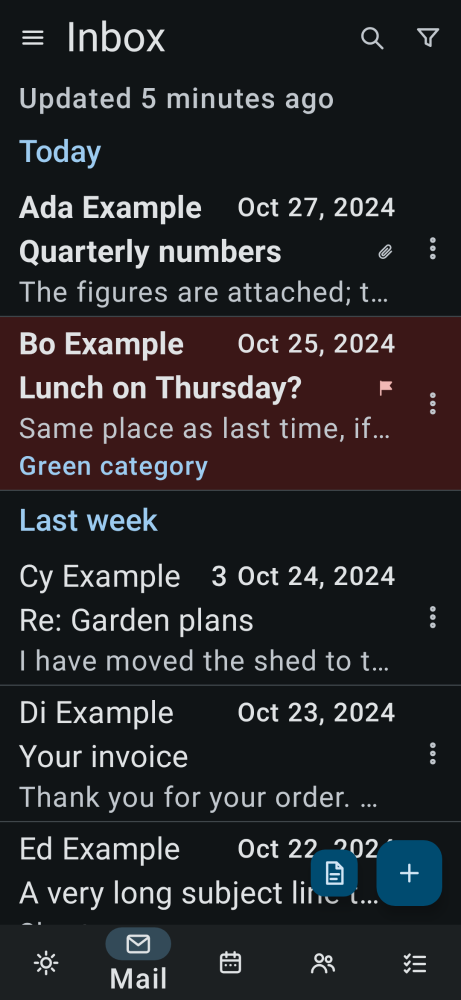 Inbox
Updated 5 minutes ago
Today
Ada Example Oct 27, 2024
Quarterly numbers
The figures are attached; t…
Bo Example Oct 25, 2024
Lunch on Thursday?
Same place as last time, if…
Green category
Last week
Cy Example 3 Oct 24, 2024
Re: Garden plans
I have moved the shed to t…
Di Example Oct 23, 2024
Your invoice
Thank you for your order. …
Ed Example Oct 22, 2024
A very long subject line t…
Mail